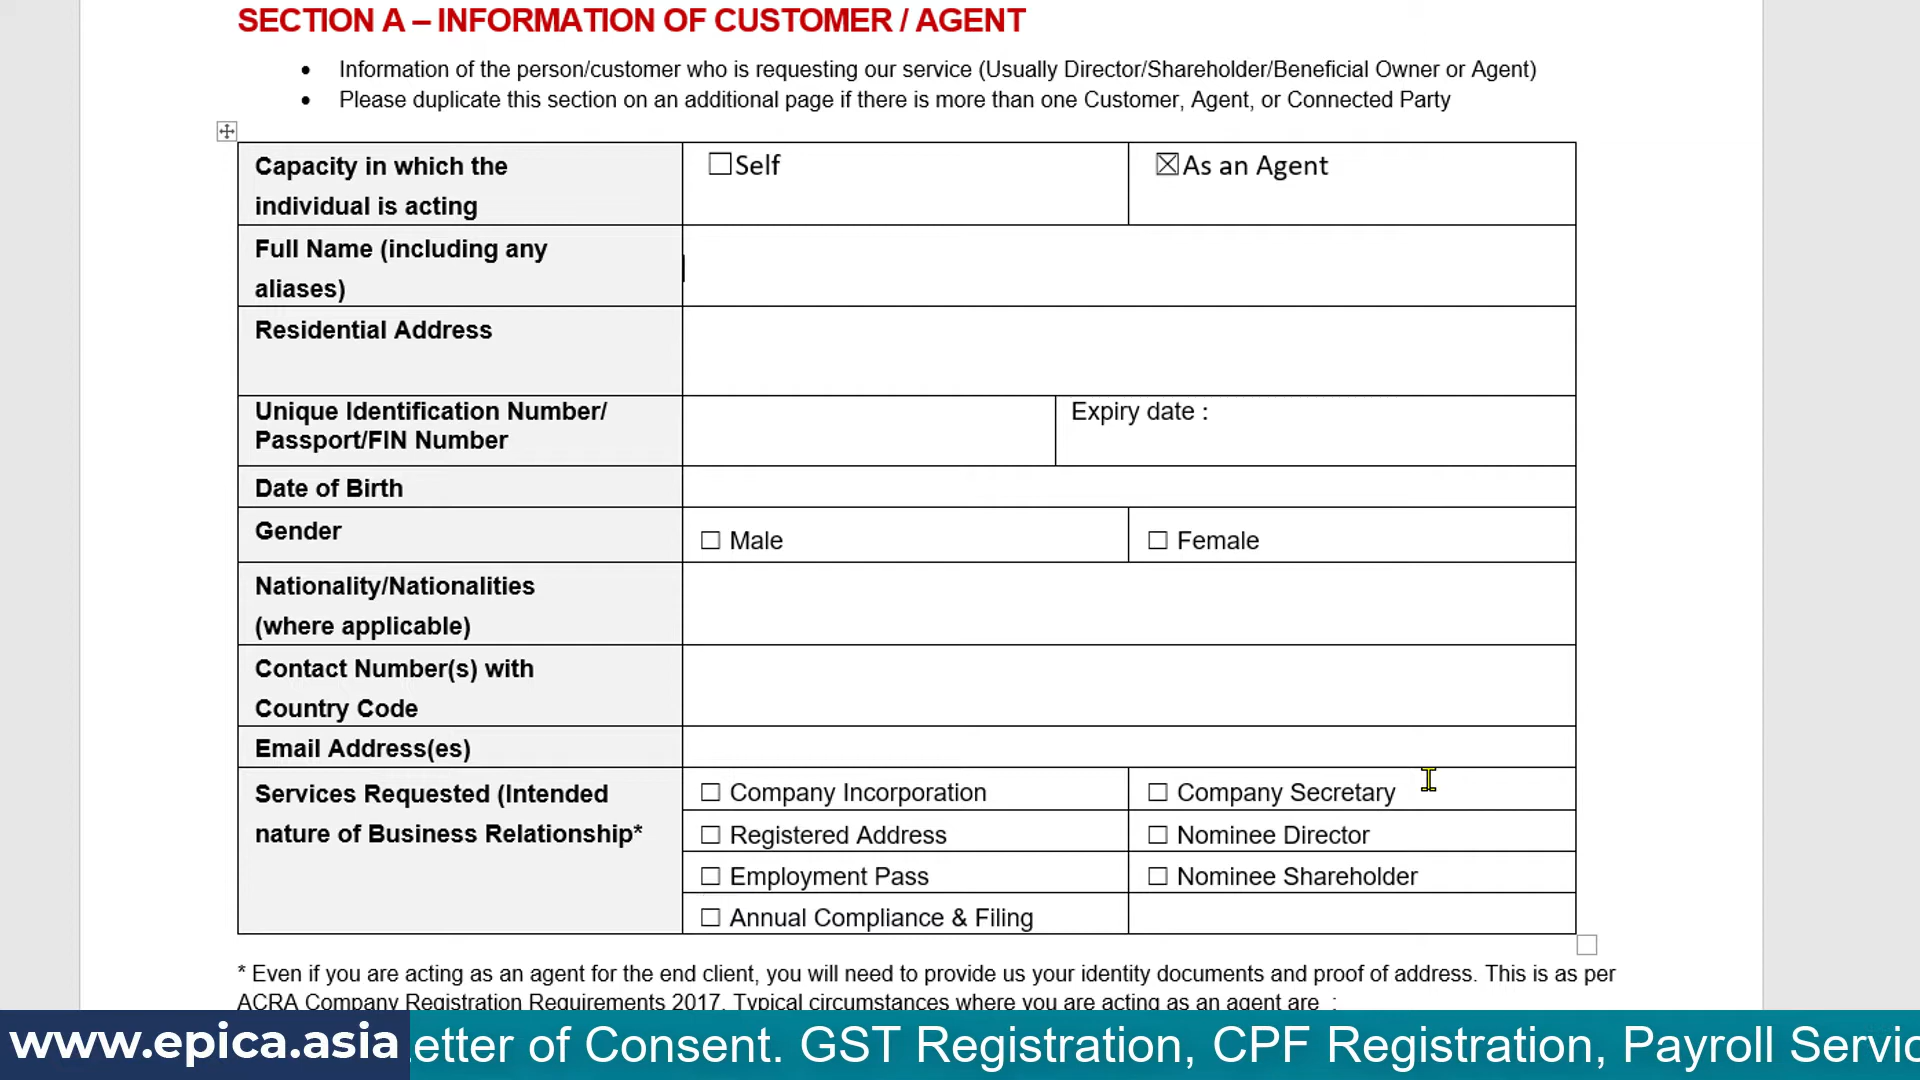 SECTION A – INFORMATION OF CUSTOMER / AGENT
• Information of the person/customer who is requesting our service (Usually Director/Shareholder/Beneficial Owner or Agent)
• Please duplicate this section on an additional page if there is more than one Customer, Agent, or Connected Party
Capacity in which the
individual is acting
☐Self
☒As an Agent
Full Name (including any
aliases)
Residential Address
Unique Identification Number/
Passport/FIN Number
Expiry date :
Date of Birth
Gender
☐ Male
☐ Female
Nationality/Nationalities
(where applicable)
Contact Number(s) with
Country Code
Email Address(es)
Services Requested (Intended
nature of Business Relationship*
☐ Company Incorporation
☐ Company Secretary
☐ Registered Address
☐ Nominee Director
☐ Employment Pass
☐ Nominee Shareholder
☐ Annual Compliance & Filing
* Even if you are acting as an agent for the end client, you will need to provide us your identity documents and proof of address. This is as per
ACRA Company Registration Requirements 2017. Typical circumstances where you are acting as an agent are :
www.epica.asia
etter of Consent. GST Registration, CPF Registration, Payroll Servic